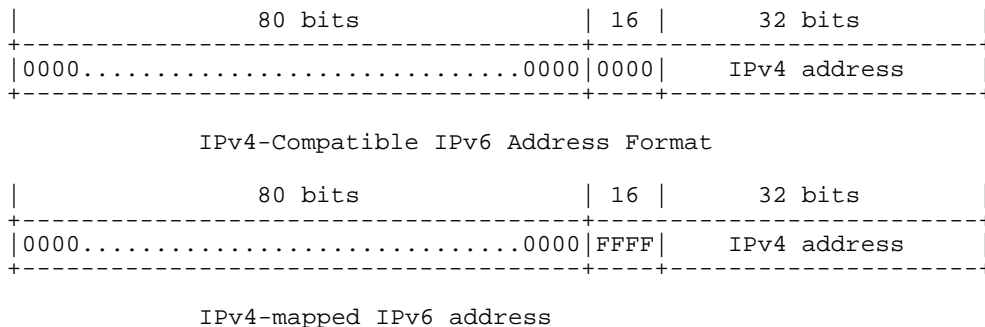 |                80 bits               | 16 |      32 bits        |
+--------------------------------------+--------------------------+
|0000..............................0000|0000|    IPv4 address     |
+--------------------------------------+----+---------------------+
IPv4-Compatible IPv6 Address Format
|                80 bits               | 16 |      32 bits        |
+--------------------------------------+--------------------------+
|0000..............................0000|FFFF|    IPv4 address     |
+--------------------------------------+----+---------------------+
IPv4-mapped IPv6 address